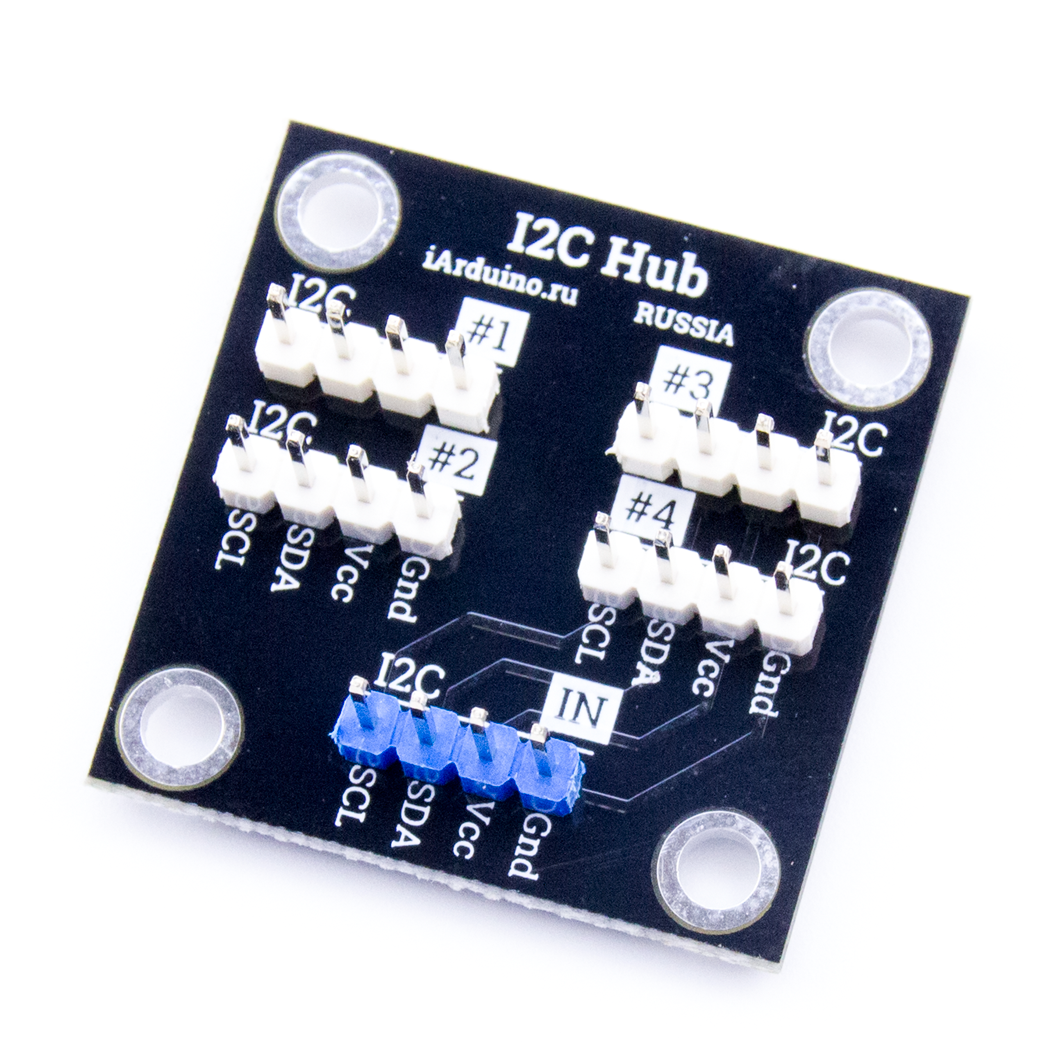 I2C Hub
iArduino.ru
RUSSIA
I2C
#1
#3
I2C
I2C
#2
#4
I2C
SCL
SDA
Vcc
Gnd
SCL
SDA
Vcc
Gnd
I2C
IN
SCL
SDA
Vcc
Gnd